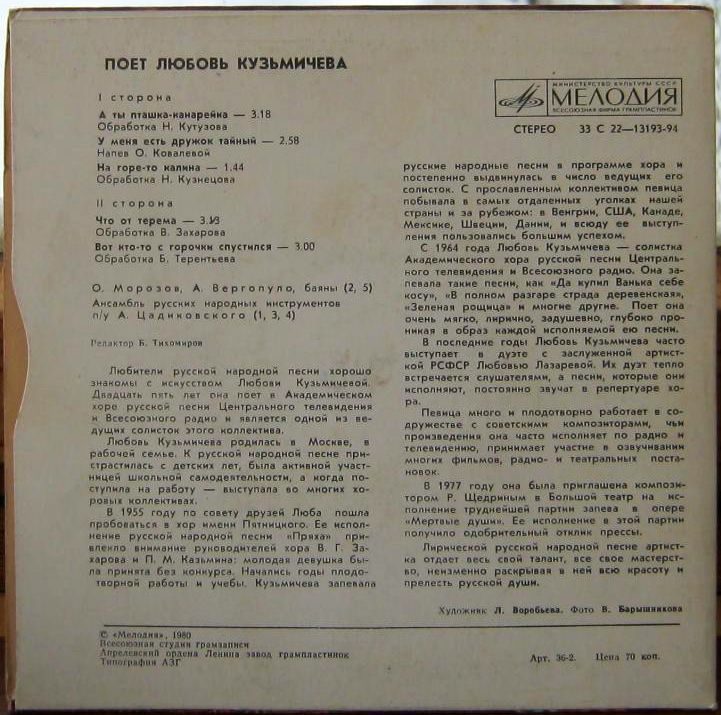 ПОЕТ ЛЮБОВЬ КУЗЬМИЧЕВА
МИНИСТЕРСТВО КУЛЬТУРЫ СССР
МЕЛОДИЯ
ВСЕСОЮЗНАЯ ФИРМА ГРАМПЛАСТИНОК
СТЕРЕО 33 С 22—13193-94
I сторона
А ты пташка-канарейка — 3.18
Обработка Н. Кутузова
У меня есть дружок тайный — 2.58
Напев О. Ковалевой
На горе-то калина — 1.44
Обработка Н. Кузнецова
II сторона
Что от терема — 3.13
Обработка В. Захарова
Вот кто-то с горочки спустился — 3.00
Обработка Б. Терентьева
О. Морозов, А. Вергопуло, баяны (2, 5)
Ансамбль русских народных инструментов
п/у А. Цадиковского (1, 3, 4)
Редактор Б. Тихомиров
Любители русской народной песни хорошо
знакомы с искусством Любови Кузьмичевой.
Двадцать пять лет она поет в Академическом
хоре русской песни Центрального телевидения
и Всесоюзного радио и является одной из ве-
дущих солисток этого коллектива.
Любовь Кузьмичева родилась в Москве, в
рабочей семье. К русской народной песне при-
страстилась с детских лет, была активной участ-
ницей школьной самодеятельности, а когда по-
ступила на работу — выступала во многих хо-
ровых коллективах.
В 1955 году по совету друзей Люба пошла
пробоваться в хор имени Пятницкого. Ее испол-
нение русской народной песни «Пряха» при-
влекло внимание руководителей хора В. Г. За-
харова и П. М. Казьмина: молодая девушка бы-
ла принята без конкурса. Начались годы плодо-
творной работы и учебы. Кузьмичева запевала
русские народные песни в программе хора и
постепенно выдвинулась в число ведущих его
солисток. С прославленным коллективом певица
побывала в самых отдаленных уголках нашей
страны и за рубежом: в Венгрии, США, Канаде,
Мексике, Швеции, Дании, и всюду ее высту-
пления пользовались большим успехом.
С 1964 года Любовь Кузьмичева — солистка
Академического хора русской песни Централь-
ного телевидения и Всесоюзного радио. Она за-
певала такие песни, как «Да купил Ванька себе
косу», «В полном разгаре страда деревенская»,
«Зеленая рощица» и многие другие. Поет она
очень мягко, лирично, задушевно, глубоко про-
никая в образ каждой исполняемой ею песни.
В последние годы Любовь Кузьмичева часто
выступает в дуэте с заслуженной артист-
кой РСФСР Любовью Лазаревой. Их дуэт тепло
встречается слушателями, а песни, которые они
исполняют, постоянно звучат в репертуаре хо-
ра.
Певица много и плодотворно работает в со-
дружестве с советскими композиторами, чьи
произведения она часто исполняет по радио и
телевидению, принимает участие в озвучивании
многих фильмов, радио- и театральных поста-
новок.
В 1977 году она была приглашена компози-
тором Р. Щедриным в Большой театр на ис-
полнение труднейшей партии запева в опере
«Мертвые души». Ее исполнение в этой партии
получило одобрительный отклик прессы.
Лирической русской народной песне артист-
ка отдает весь свой талант, все свое мастерст-
во, неизменно раскрывая в ней всю красоту и
прелесть русской души.
Художник Л. Воробьева. Фото В. Барышникова
© «Мелодия», 1980
Всесоюзная студия грамзаписи
Апрелевский ордена Ленина завод грампластинок
Типография АЗГ
Арт. 36-2. Цена 70 коп.